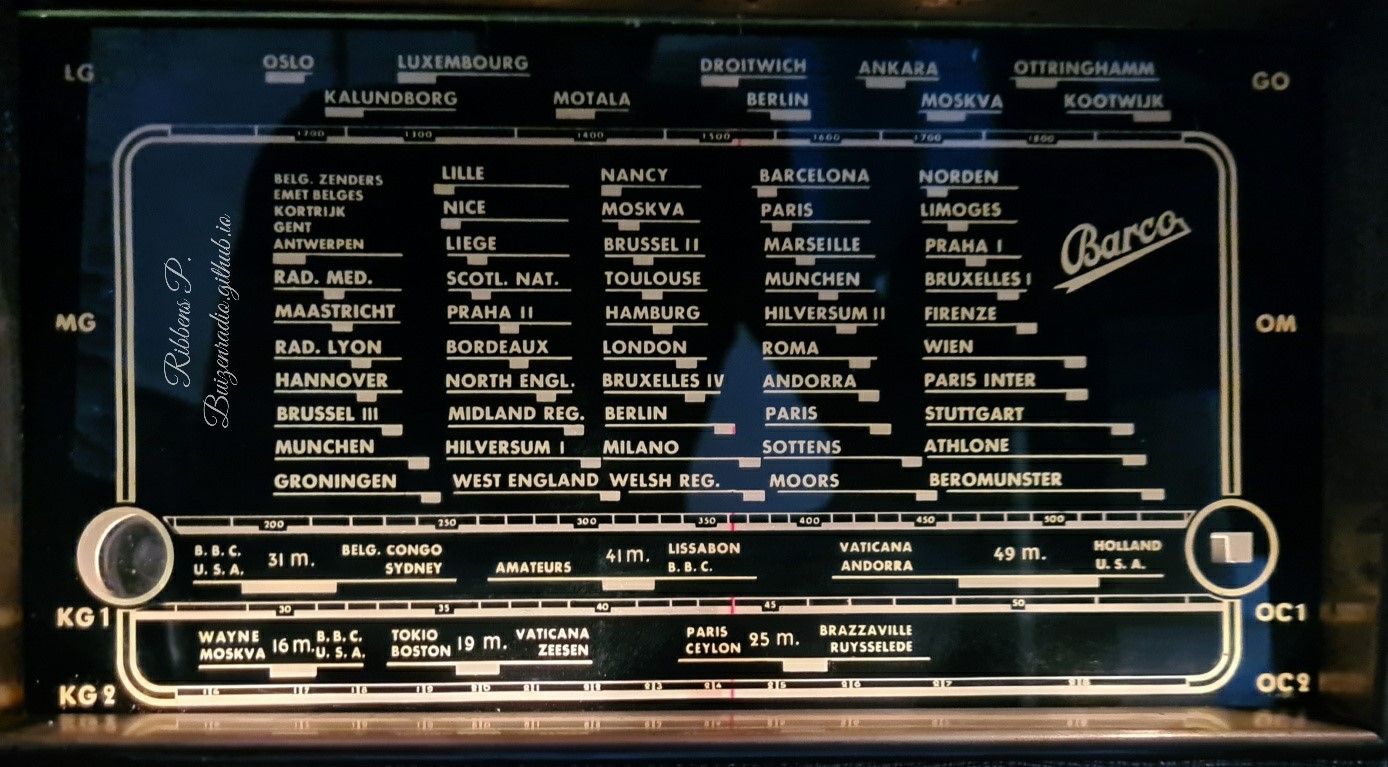 OSLO LUXEMBOURG DROITWICH ANKARA OTTRINGHAMM
LG GO
KALUNDBORG MOTALA BERLIN MOSKVA KOOTWIJK
1200 1300 1400 1500 1600 1700 1800
BELG. ZENDERS
EMET BELGES
KORTRIJK
GENT
ANTWERPEN
RAD. MED.
MAASTRICHT
RAD. LYON
HANNOVER
BRUSSEL III
MUNCHEN
GRONINGEN
LILLE
NICE
LIEGE
SCOTL. NAT.
PRAHA II
BORDEAUX
NORTH ENGL.
MIDLAND REG.
HILVERSUM I
WEST ENGLAND
NANCY
MOSKVA
BRUSSEL II
TOULOUSE
HAMBURG
LONDON
BRUXELLES IV
BERLIN
MILANO
WELSH REG.
BARCELONA
PARIS
MARSEILLE
MUNCHEN
HILVERSUM II
ROMA
ANDORRA
PARIS
SOTTENS
MOORS
NORDEN
LIMOGES
PRAHA I
BRUXELLES I
FIRENZE
WIEN
PARIS INTER
STUTTGART
ATHLONE
BEROMUNSTER
Barco
Ribbens P.
Buizenradio.github.io
MG OM
200 250 300 350 400 450 500
B.B.C. BELG. CONGO LISSABON VATICANA HOLLAND
31 m. 41 m. 49 m.
U.S.A. SYDNEY AMATEURS B.B.C. ANDORRA U.S.A.
30 35 40 45 50
KG1 OC1
WAYNE B.B.C. TOKIO VATICANA PARIS BRAZZAVILLE
16 m. 19 m. 25 m.
MOSKVA U.S.A. BOSTON ZEESEN CEYLON RUYSSELEDE
KG2 OC2